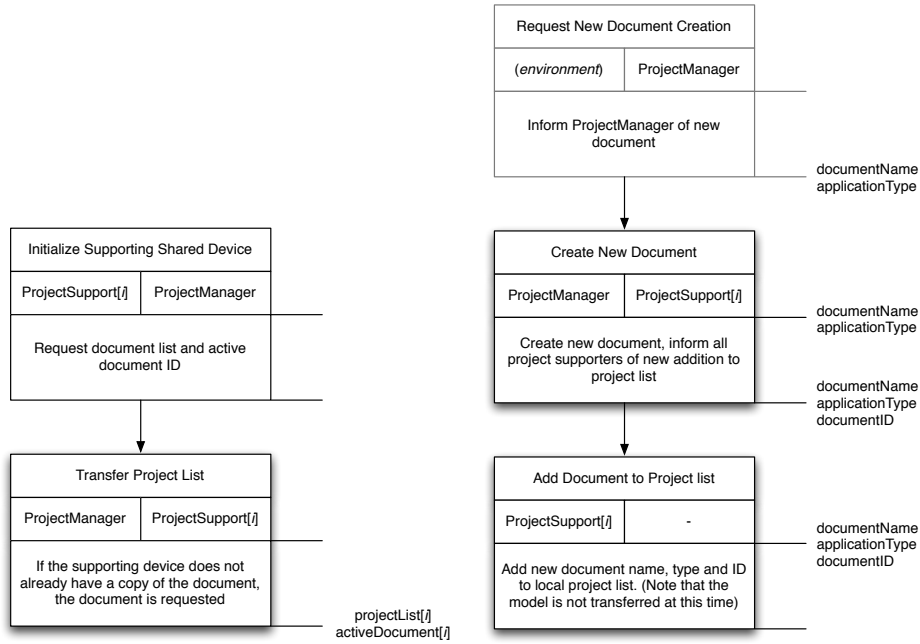 Request New Document Creation
(environment)
ProjectManager
Inform ProjectManager of new
document
documentName
applicationType
Initialize Supporting Shared Device
ProjectSupport[i]
ProjectManager
Request document list and active
document ID
Create New Document
ProjectManager
ProjectSupport[i]
documentName
applicationType
Create new document, inform all
project supporters of new addition to
project list
documentName
applicationType
documentID
Transfer Project List
ProjectManager
ProjectSupport[i]
If the supporting device does not
already have a copy of the document,
the document is requested
projectList[i]
activeDocument[i]
Add Document to Project list
ProjectSupport[i]
-
documentName
applicationType
documentID
Add new document name, type and ID
to local project list. (Note that the
model is not transferred at this time)